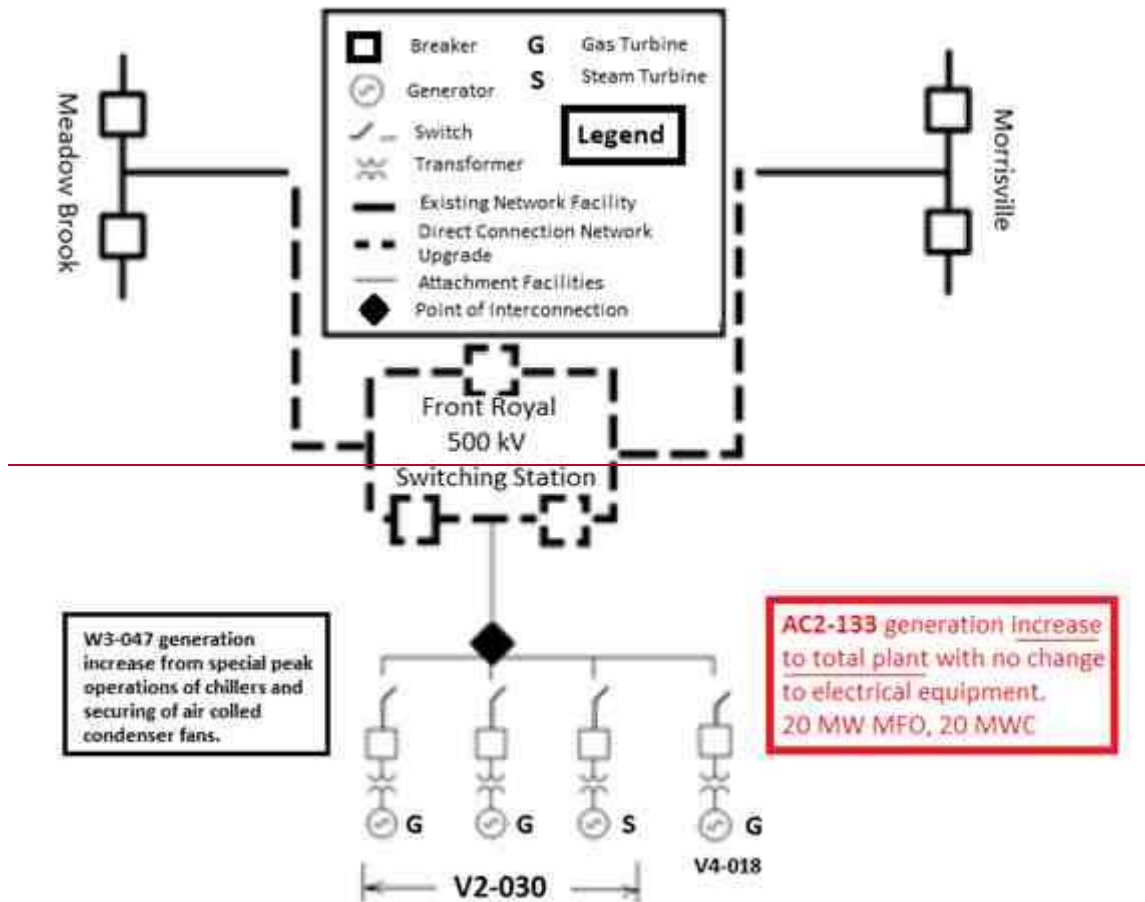 Breaker
G
Gas Turbine
S
Steam Turbine
Generator
Switch
Legend
Transformer
Existing Network Facility
Direct Connection Network
Upgrade
Attachment Facilities
Point of Interconnection
Meadow Brook
Morrisville
Front Royal
500 kV
Switching Station
W3-047 generation
increase from special peak
operations of chillers and
securing of air colled
condenser fans.
AC2-133 generation increase
to total plant with no change
to electrical equipment.
20 MW MFO, 20 MWC
G
G
S
G
V4-018
V2-030